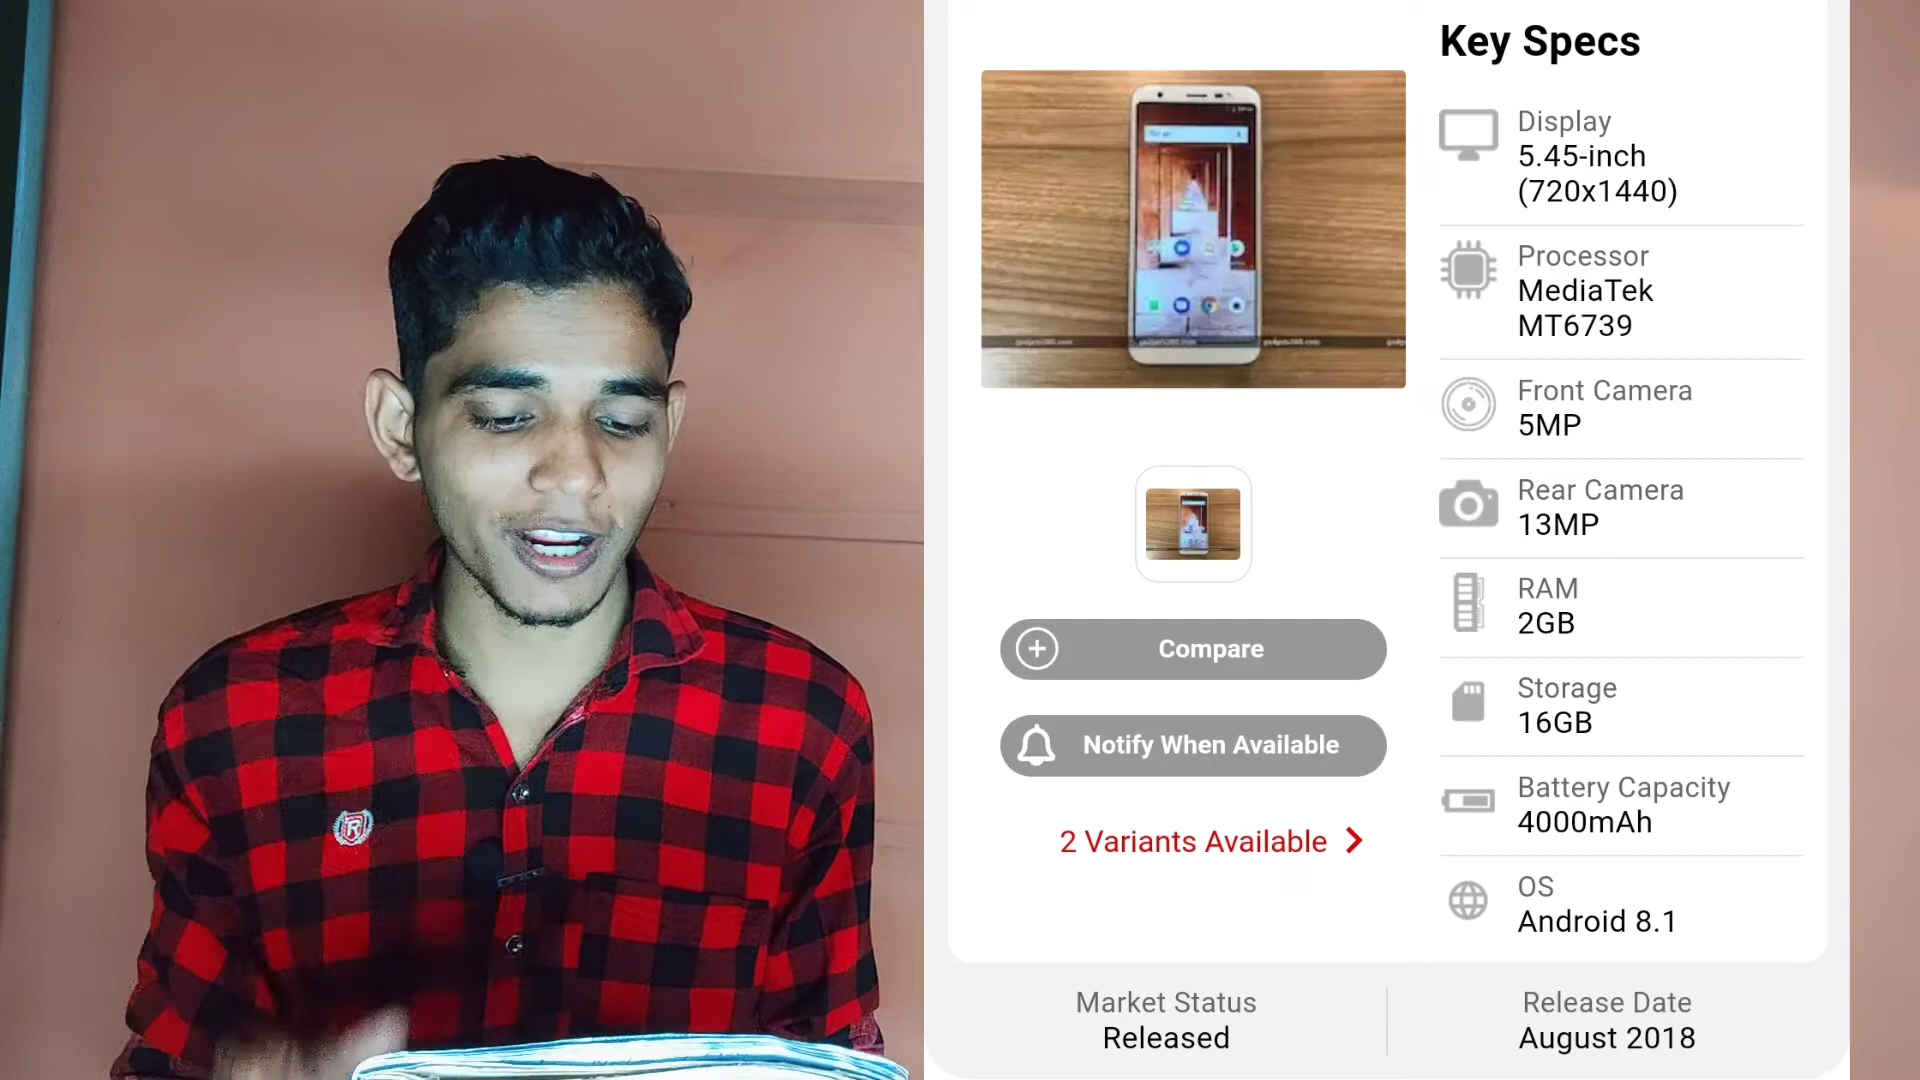 Key Specs
Display
5.45-inch
(720x1440)
Processor
MediaTek
MT6739
Front Camera
5MP
Rear Camera
13MP
RAM
2GB
Storage
16GB
Battery Capacity
4000mAh
OS
Android 8.1
Compare
Notify When Available
2 Variants Available
Market Status
Released
Release Date
August 2018
R